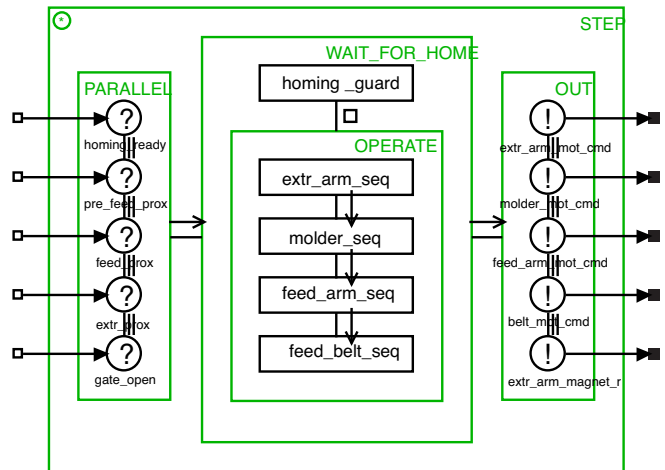 *
STEP
WAIT_FOR_HOME
PARALLEL
homing _guard
OUT
?
homing_ready
!
extr_arm_mot_cmd
OPERATE
?
pre_feed_prox
extr_arm_seq
!
molder_mot_cmd
?
feed_prox
molder_seq
!
feed_arm_mot_cmd
?
extr_prox
feed_arm_seq
!
belt_mot_cmd
?
gate_open
feed_belt_seq
!
extr_arm_magnet_r